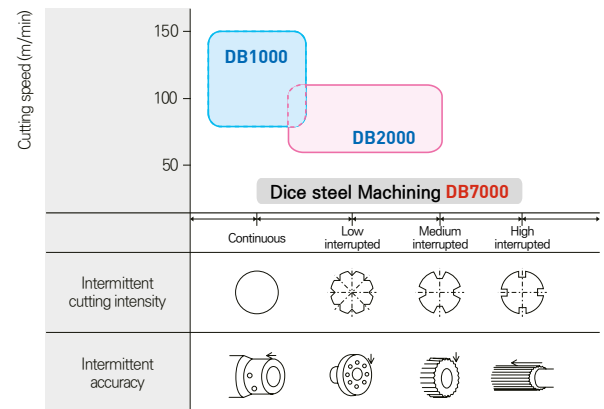 Cutting speed (m/min)
150
100
50
DB1000
DB2000
Dice steel Machining DB7000
Continuous
Low
interrupted
Medium
interrupted
High
interrupted
Intermittent
cutting intensity
Intermittent
accuracy